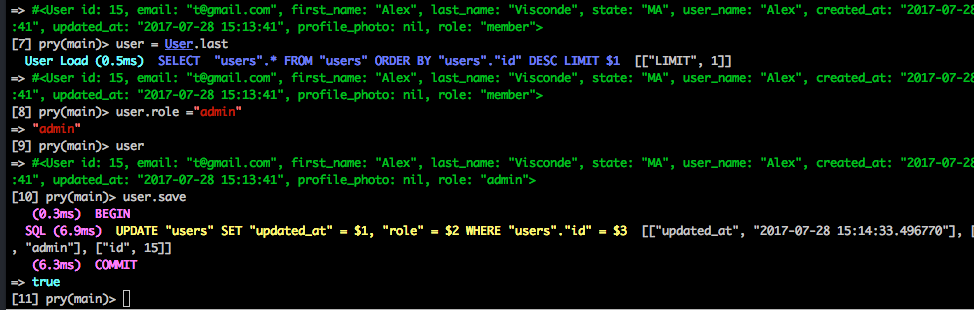 => #<User id: 15, email: "t@gmail.com", first_name: "Alex", last_name: "Visconde", state: "MA", user_name: "Alex", created_at: "2017-07-28
:41", updated_at: "2017-07-28 15:13:41", profile_photo: nil, role: "member">
[7] pry(main)> user = User.last
  User Load (0.5ms)  SELECT  "users".* FROM "users" ORDER BY "users"."id" DESC LIMIT $1  [["LIMIT", 1]]
=> #<User id: 15, email: "t@gmail.com", first_name: "Alex", last_name: "Visconde", state: "MA", user_name: "Alex", created_at: "2017-07-28
:41", updated_at: "2017-07-28 15:13:41", profile_photo: nil, role: "member">
[8] pry(main)> user.role ="admin"
=> "admin"
[9] pry(main)> user
=> #<User id: 15, email: "t@gmail.com", first_name: "Alex", last_name: "Visconde", state: "MA", user_name: "Alex", created_at: "2017-07-28
:41", updated_at: "2017-07-28 15:13:41", profile_photo: nil, role: "admin">
[10] pry(main)> user.save
   (0.3ms)  BEGIN
  SQL (6.9ms)  UPDATE "users" SET "updated_at" = $1, "role" = $2 WHERE "users"."id" = $3  [["updated_at", "2017-07-28 15:14:33.496770"], [
, "admin"], ["id", 15]]
   (6.3ms)  COMMIT
=> true
[11] pry(main)>